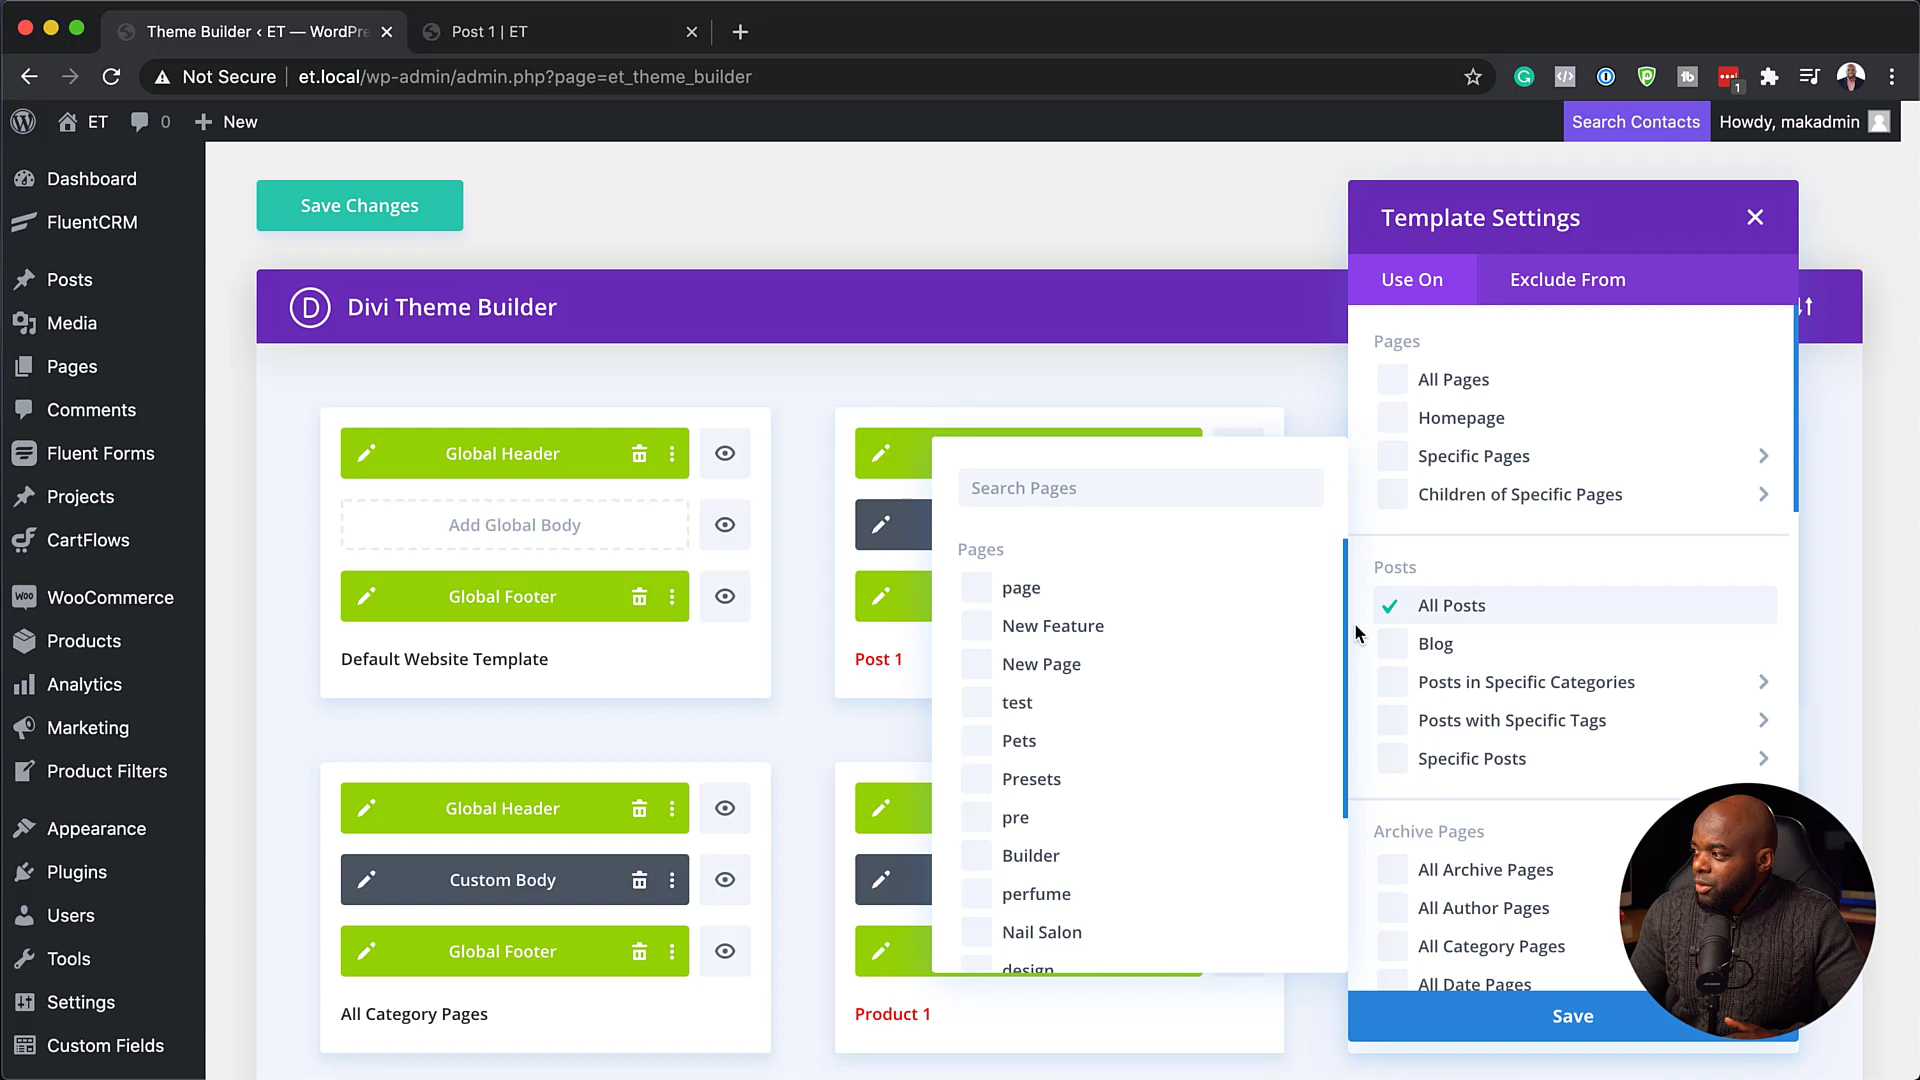 Theme Builder ‹ ET — WordPre
Post 1 | ET
Not Secure
et.local/wp-admin/admin.php?page=et_theme_builder
1
ET
0
New
Search Contacts
Howdy, makadmin
Dashboard
FluentCRM
Posts
Media
Pages
Comments
Fluent Forms
Projects
CartFlows
WooCommerce
Products
Analytics
Marketing
Product Filters
Appearance
Plugins
Users
Tools
Settings
Custom Fields
Save Changes
D
Divi Theme Builder
Global Header
Add Global Body
Global Footer
Default Website Template
Post 1
Global Header
Custom Body
Global Footer
All Category Pages
Product 1
Search Pages
Pages
page
New Feature
New Page
test
Pets
Presets
pre
Builder
perfume
Nail Salon
design
Template Settings
Use On
Exclude From
Pages
All Pages
Homepage
Specific Pages
Children of Specific Pages
Posts
All Posts
Blog
Posts in Specific Categories
Posts with Specific Tags
Specific Posts
Archive Pages
All Archive Pages
All Author Pages
All Category Pages
All Date Pages
Save